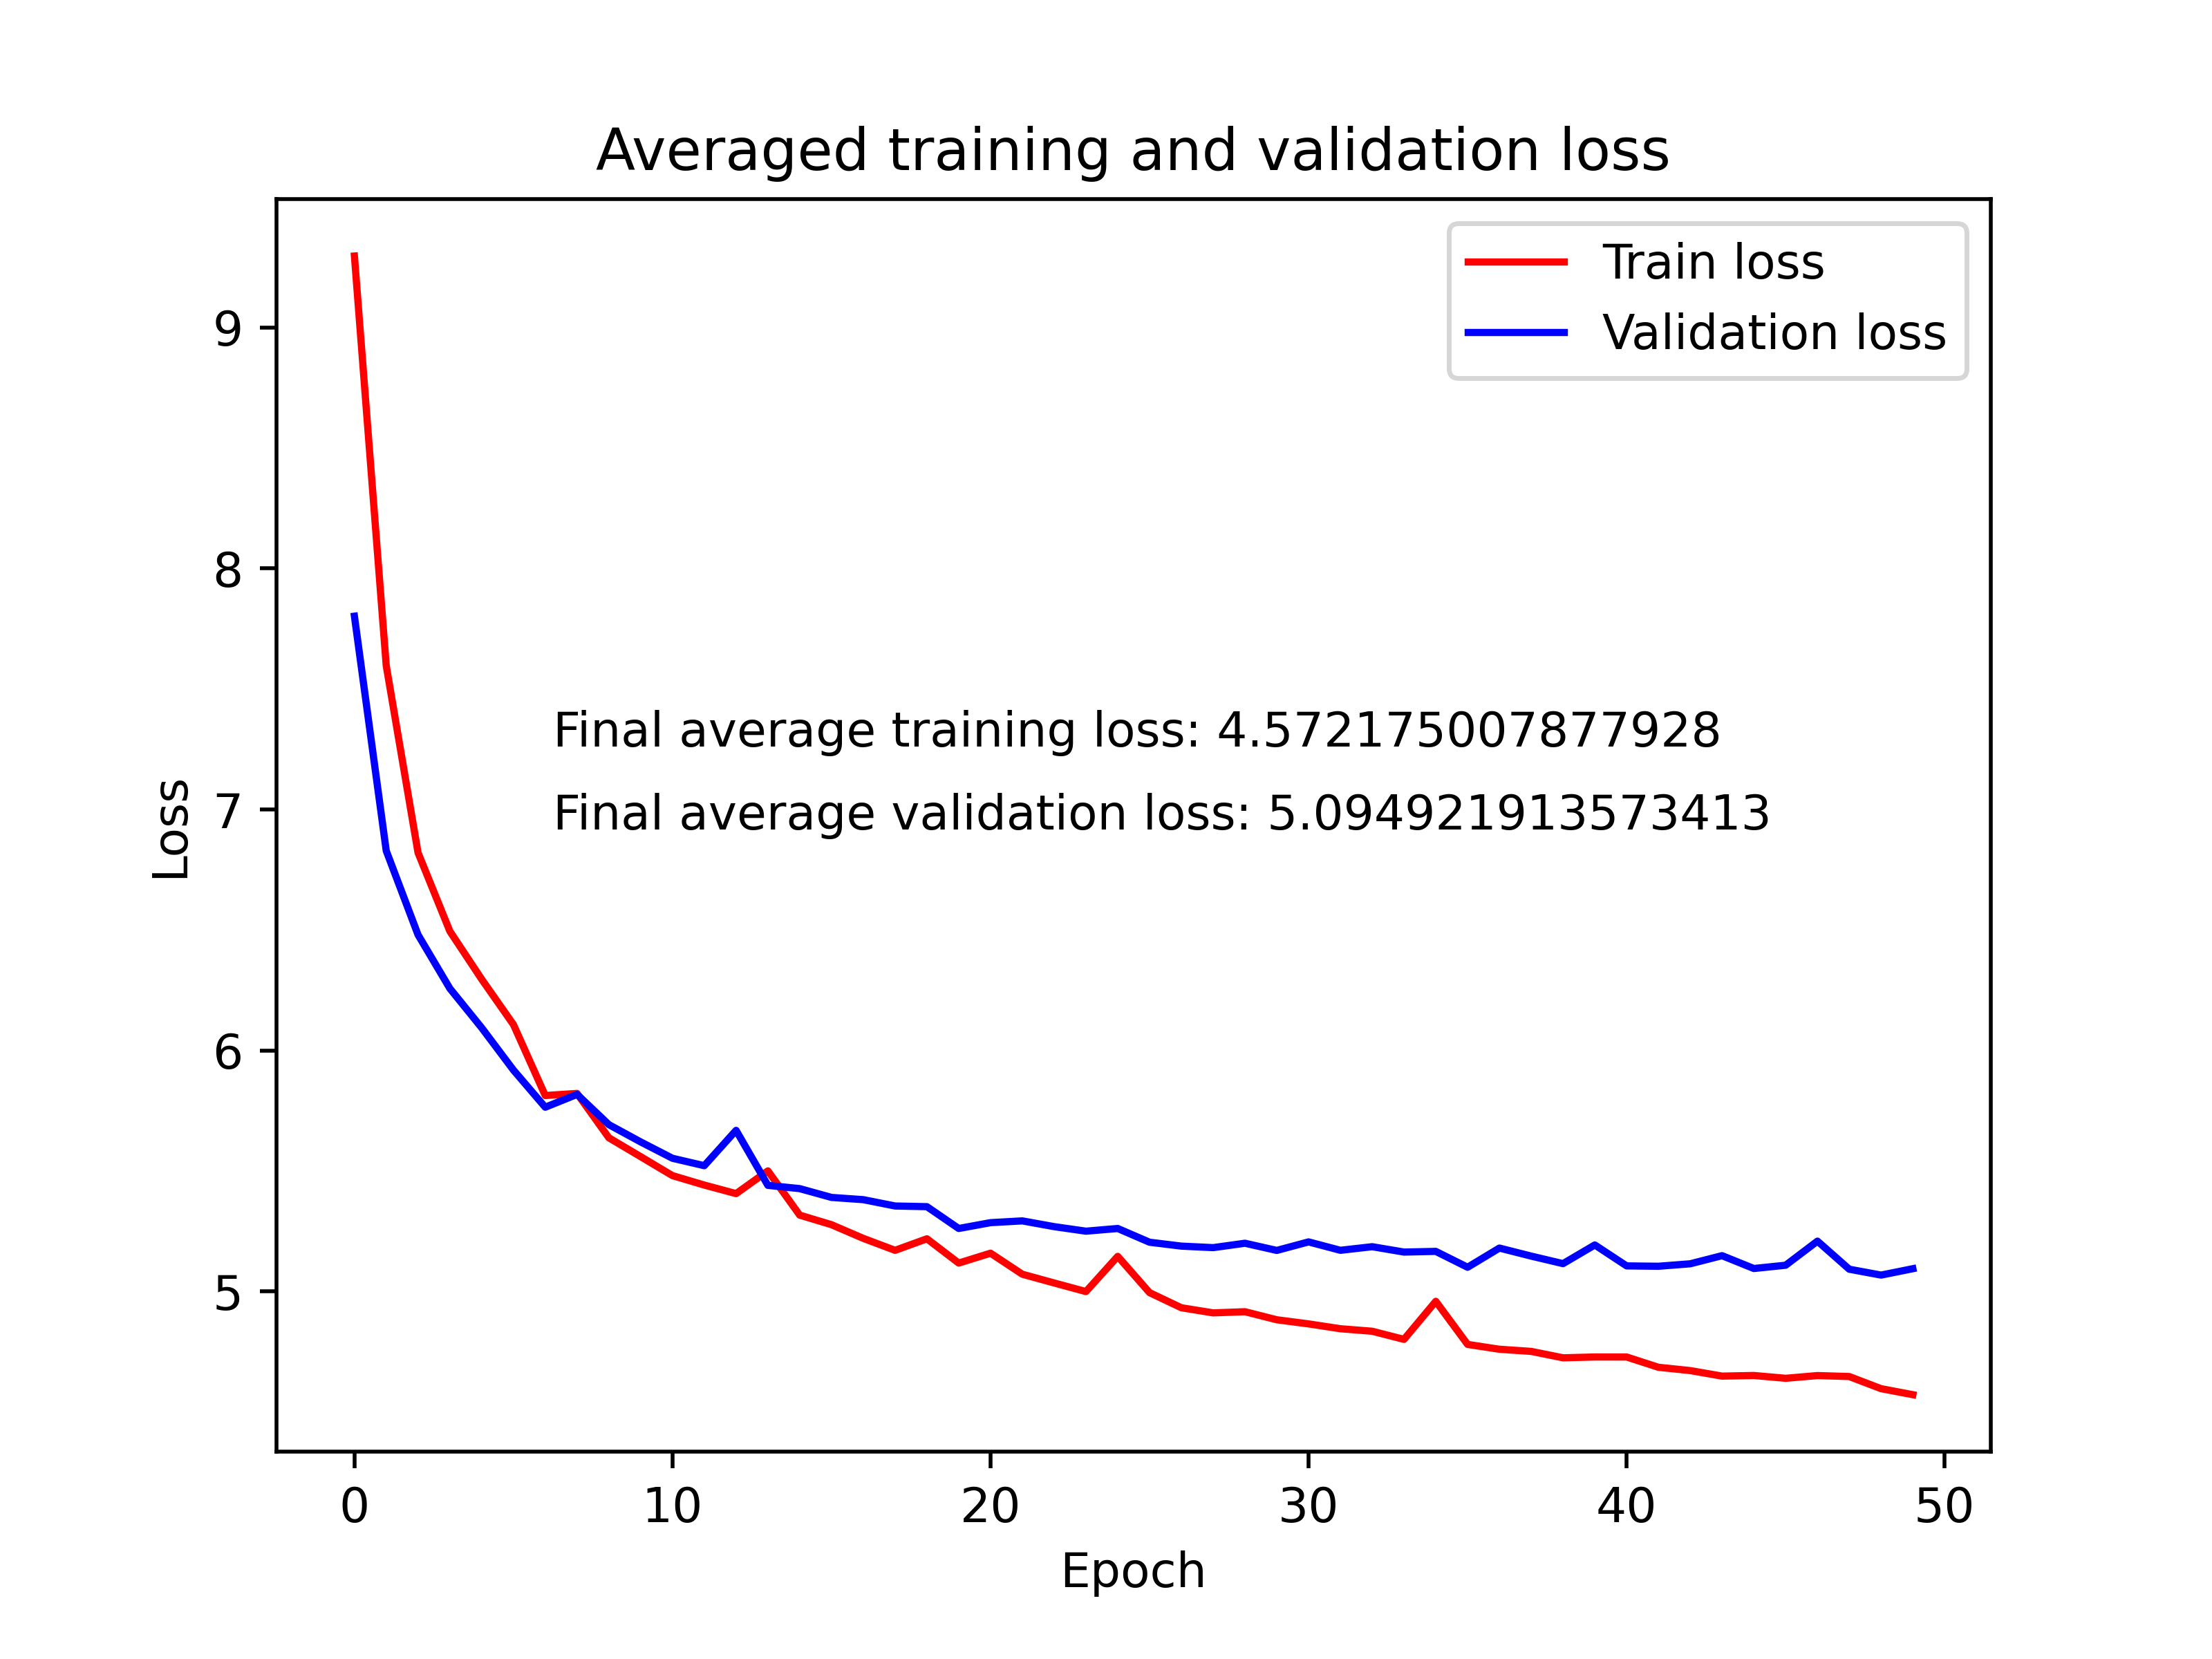 Averaged training and validation loss
Train loss
Validation loss
9
8
7
6
5
Final average training loss: 4.572175007877928
Final average validation loss: 5.094921913573413
Loss
0 10 20 30 40 50
Epoch